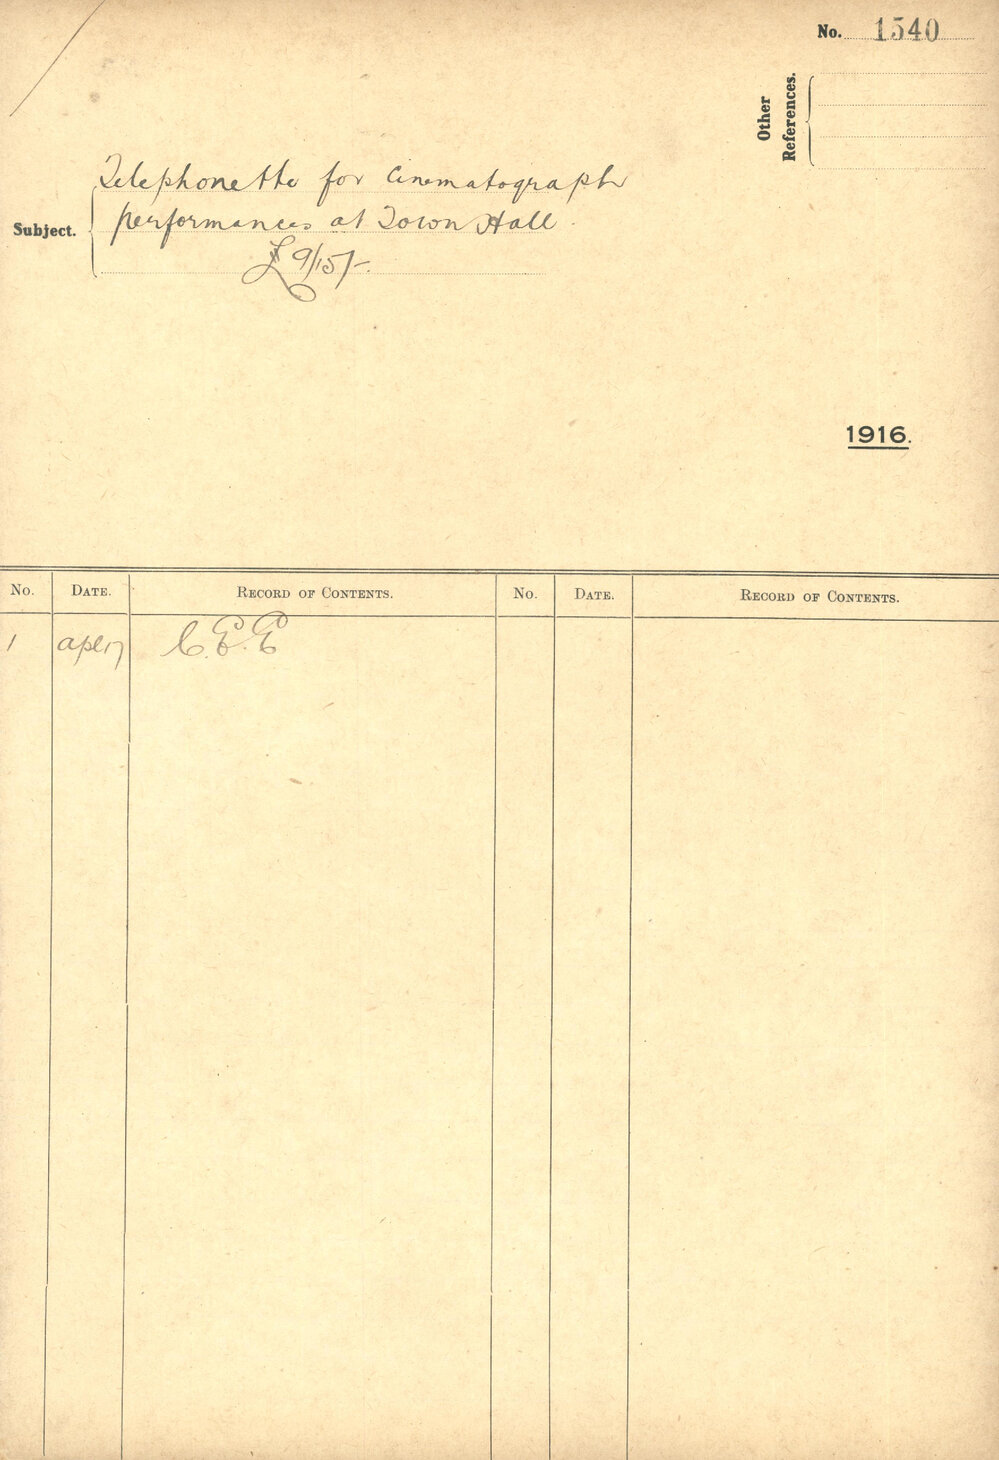 No. 1540
Other
References.
Telephonette for Cinematograph
performances at Town Hall
Subject.
£9/15/-.
1916.
No. DATE. RECORD OF CONTENTS. No. DATE. RECORD OF CONTENTS.
1 apl 17 C.E.E